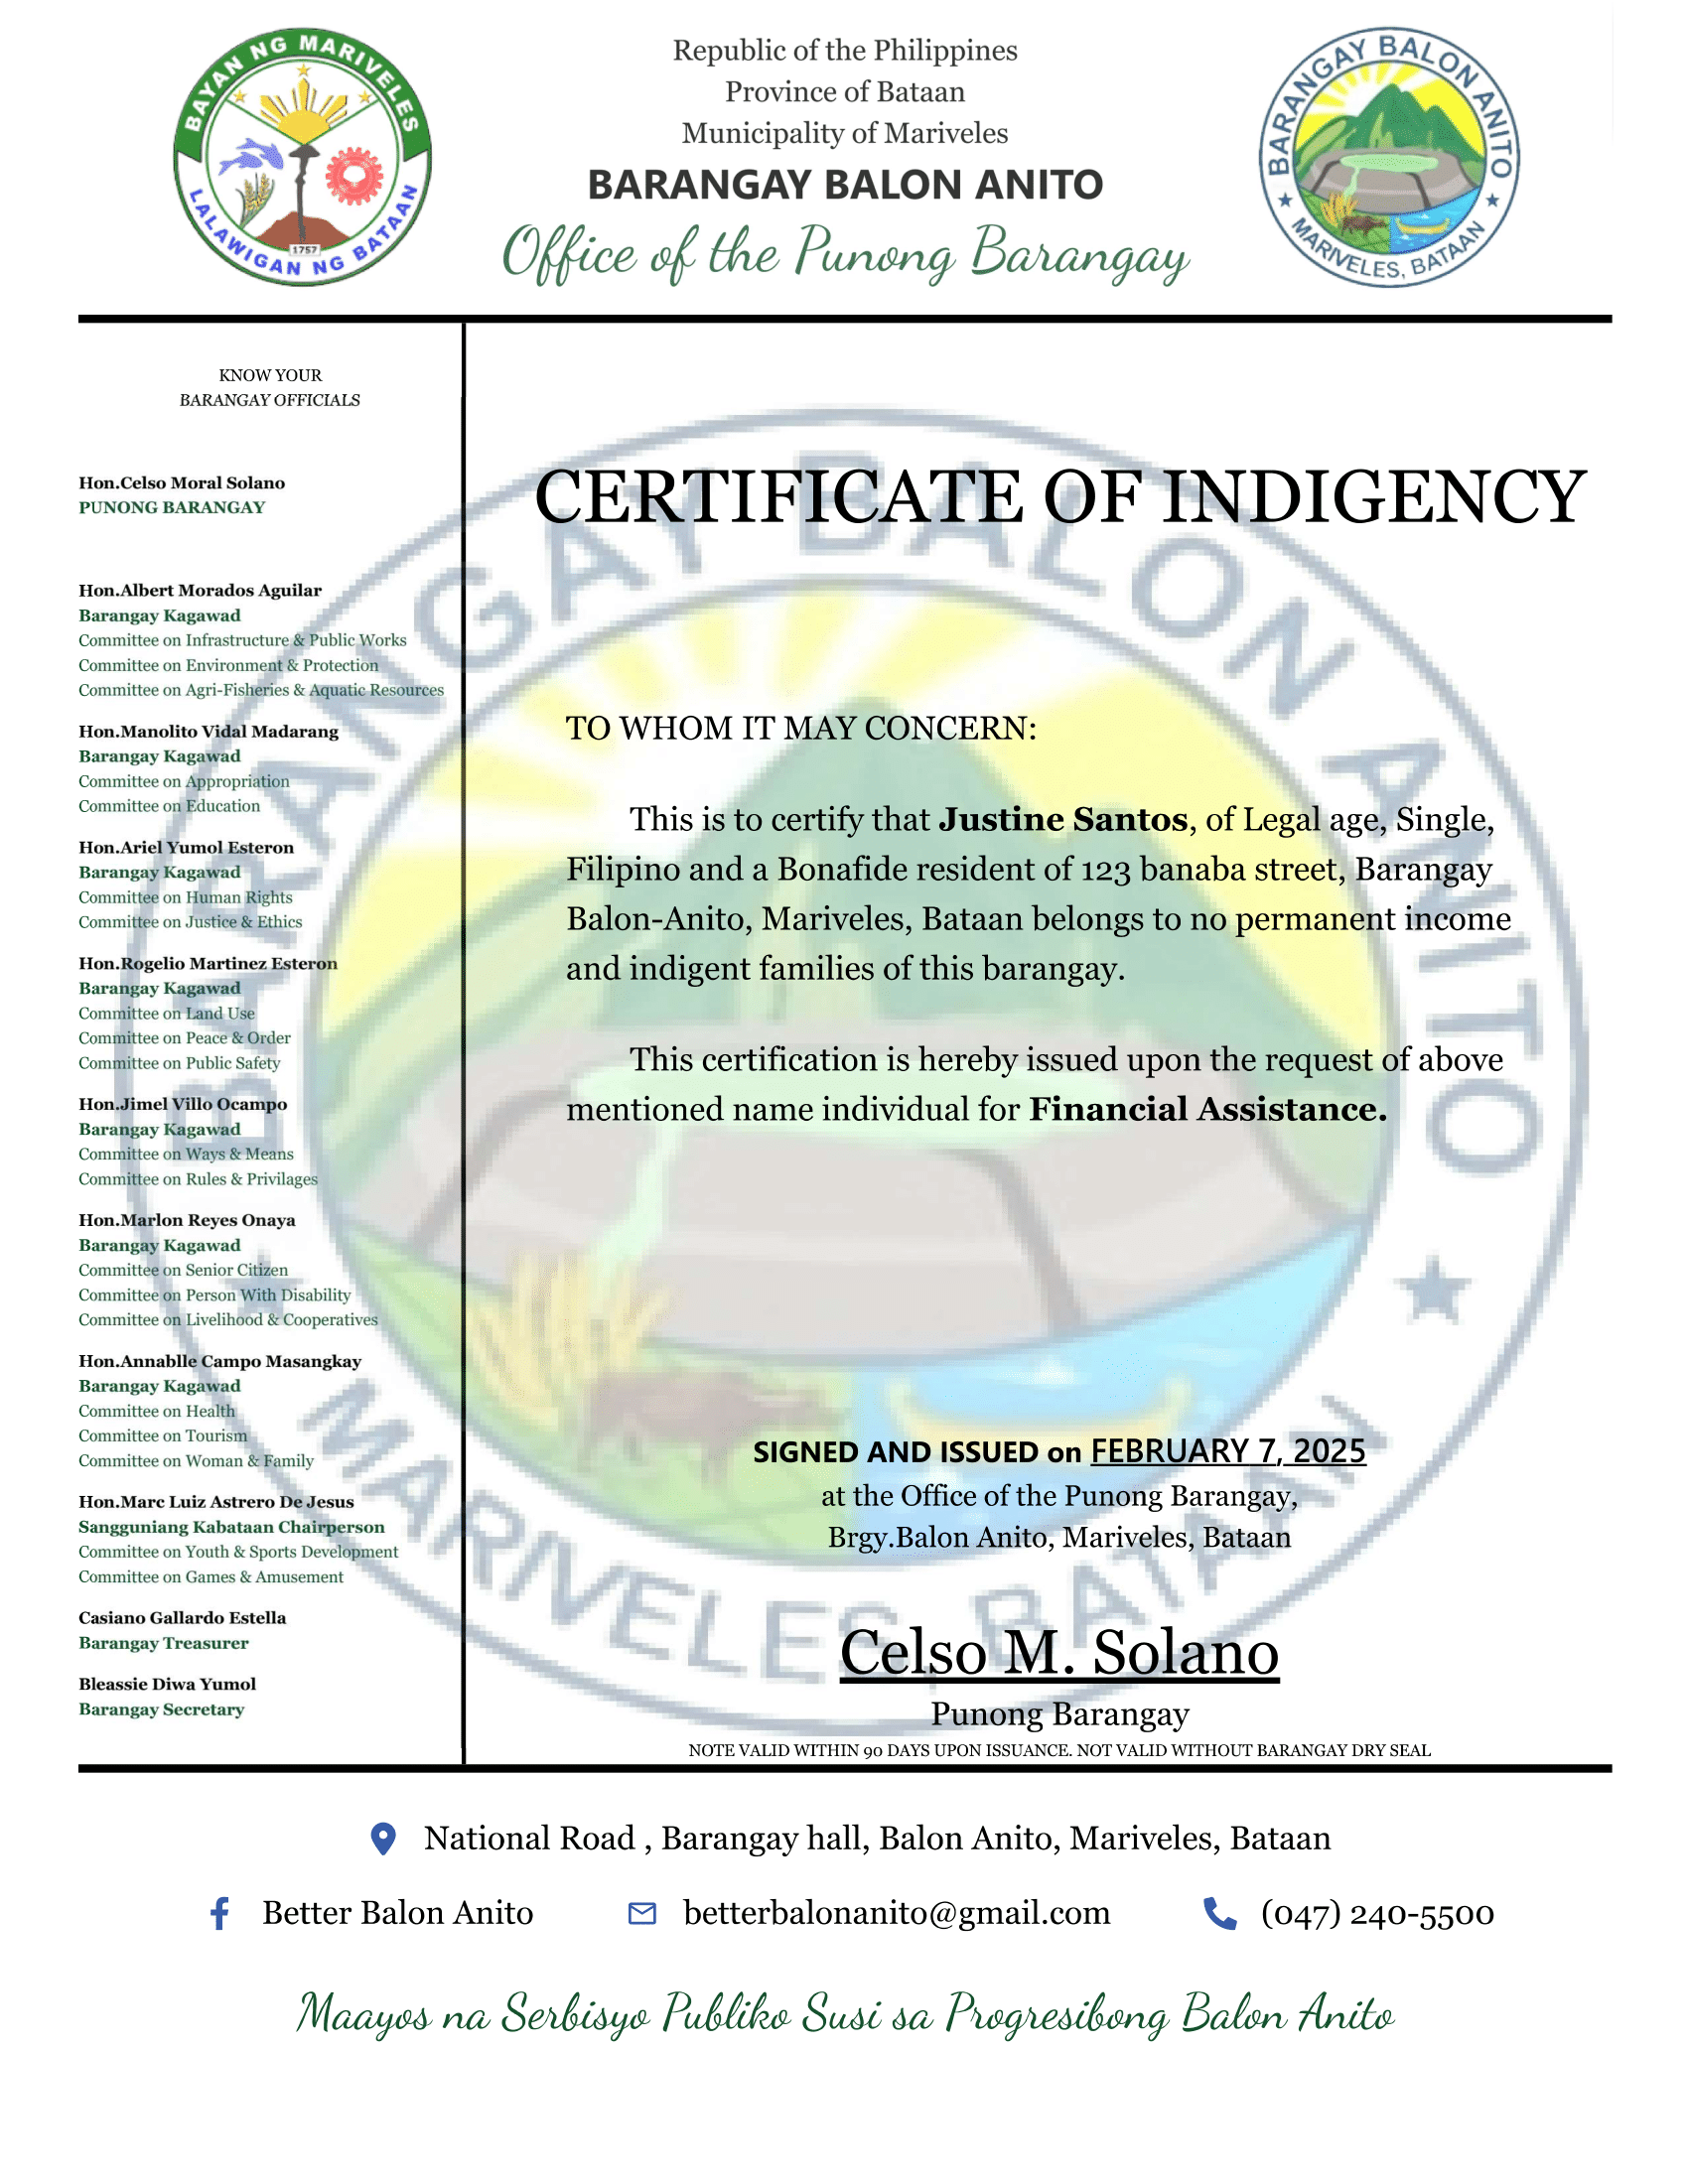 BAYAN NG MARIVELES
1757
LALAWIGAN NG BATAAN
Republic of the Philippines
Province of Bataan
Municipality of Mariveles
BARANGAY BALON ANITO
Office of the Punong Barangay
BARANGAY BALON ANITO
MARIVELES, BATAAN
KNOW YOUR
BARANGAY OFFICIALS
Hon.Celso Moral Solano
PUNONG BARANGAY
Hon.Albert Morados Aguilar
Barangay Kagawad
Committee on Infrastructure & Public Works
Committee on Environment & Protection
Committee on Agri-Fisheries & Aquatic Resources
Hon.Manolito Vidal Madarang
Barangay Kagawad
Committee on Appropriation
Committee on Education
Hon.Ariel Yumol Esteron
Barangay Kagawad
Committee on Human Rights
Committee on Justice & Ethics
Hon.Rogelio Martinez Esteron
Barangay Kagawad
Committee on Land Use
Committee on Peace & Order
Committee on Public Safety
Hon.Jimel Villo Ocampo
Barangay Kagawad
Committee on Ways & Means
Committee on Rules & Privilages
Hon.Marlon Reyes Onaya
Barangay Kagawad
Committee on Senior Citizen
Committee on Person With Disability
Committee on Livelihood & Cooperatives
Hon.Annablle Campo Masangkay
Barangay Kagawad
Committee on Health
Committee on Tourism
Committee on Woman & Family
Hon.Marc Luiz Astrero De Jesus
Sangguniang Kabataan Chairperson
Committee on Youth & Sports Development
Committee on Games & Amusement
Casiano Gallardo Estella
Barangay Treasurer
Bleassie Diwa Yumol
Barangay Secretary
BARANGAY BALON ANITO
MARIVELES, BATAAN
CERTIFICATE OF INDIGENCY
TO WHOM IT MAY CONCERN:
This is to certify that Justine Santos, of Legal age, Single,
Filipino and a Bonafide resident of 123 banaba street, Barangay
Balon-Anito, Mariveles, Bataan belongs to no permanent income
and indigent families of this barangay.
This certification is hereby issued upon the request of above
mentioned name individual for Financial Assistance.
SIGNED AND ISSUED on FEBRUARY 7, 2025
at the Office of the Punong Barangay,
Brgy.Balon Anito, Mariveles, Bataan
Celso M. Solano
Punong Barangay
NOTE VALID WITHIN 90 DAYS UPON ISSUANCE. NOT VALID WITHOUT BARANGAY DRY SEAL
National Road , Barangay hall, Balon Anito, Mariveles, Bataan
Better Balon Anito
betterbalonanito@gmail.com
(047) 240-5500
Maayos na Serbisyo Publiko Susi sa Progresibong Balon Anito